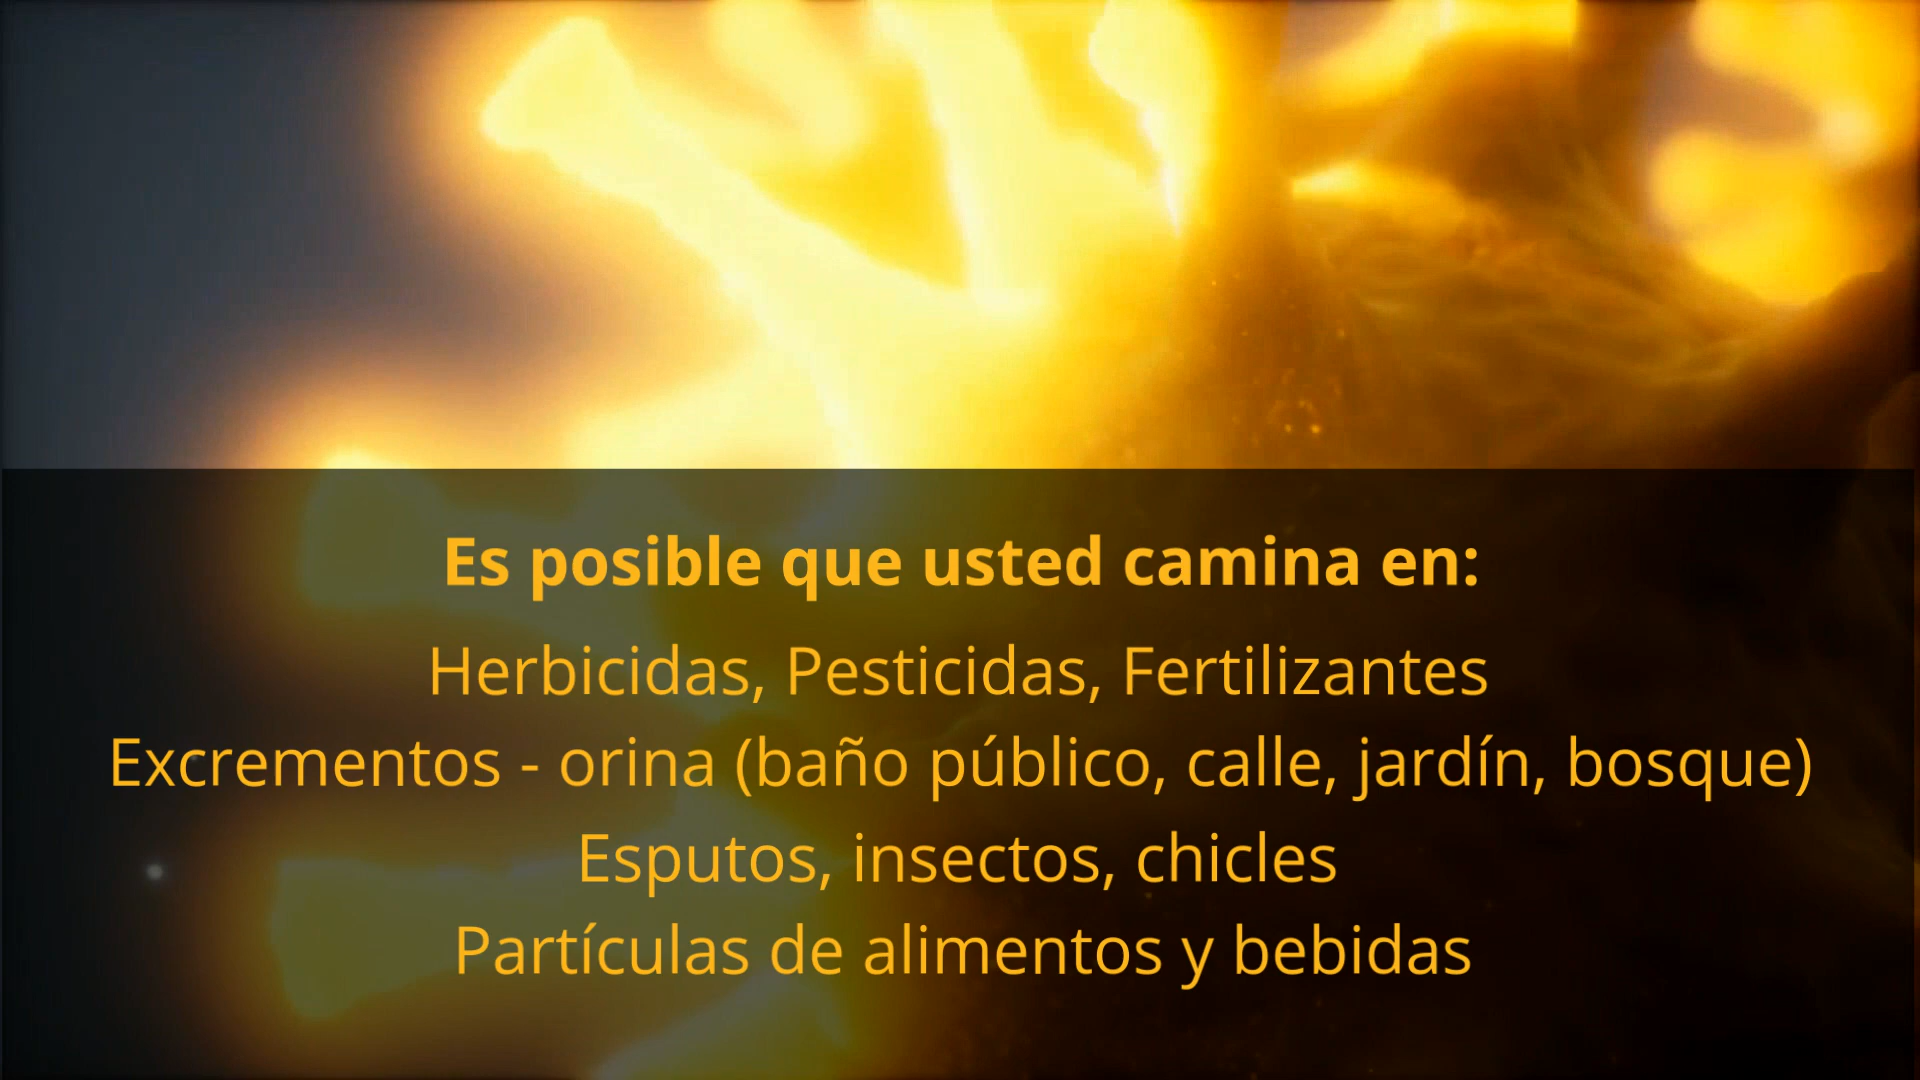 Es posible que usted camina en:
Herbicidas, Pesticidas, Fertilizantes
Excrementos - orina (baño público, calle, jardín, bosque)
Esputos, insectos, chicles
Partículas de alimentos y bebidas